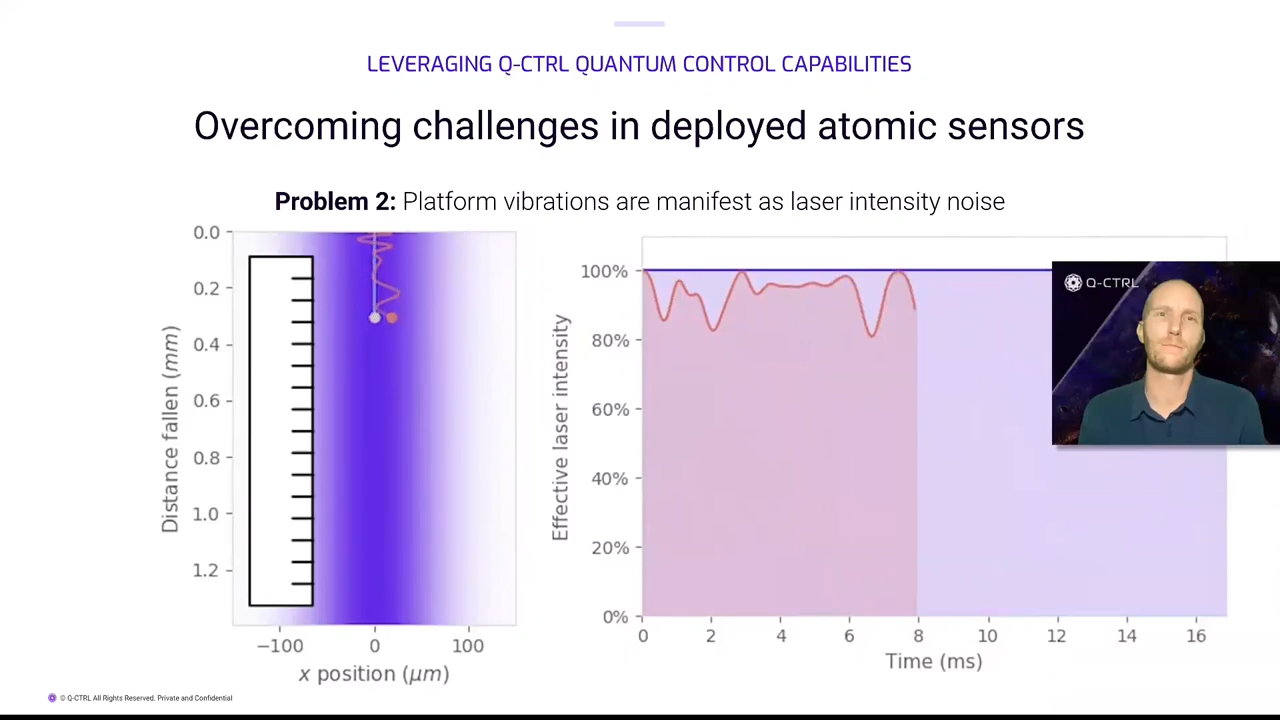 LEVERAGING Q-CTRL QUANTUM CONTROL CAPABILITIES
Overcoming challenges in deployed atomic sensors
Problem 2: Platform vibrations are manifest as laser intensity noise
0.0
0.2
0.4
0.6
0.8
1.0
1.2
Distance fallen (mm)
−100
0
100
x position (μm)
100%
80%
60%
40%
20%
0%
Effective laser intensity
0
2
4
6
8
10
12
14
16
Time (ms)
Q-CTRL
© Q-CTRL All Rights Reserved. Private and Confidential